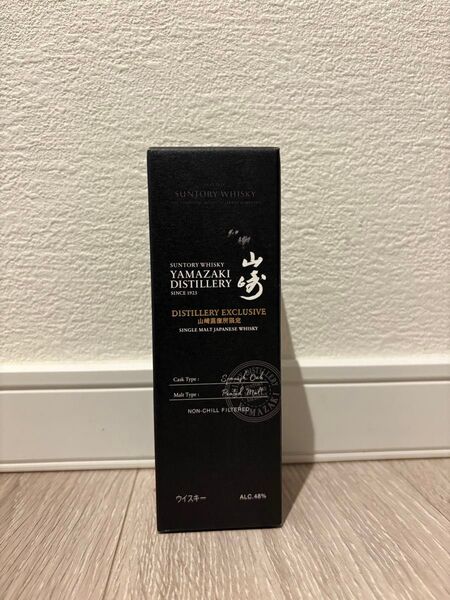 SUNTORY WHISKY
山崎
SUNTORY WHISKY
YAMAZAKI
DISTILLERY
SINCE 1923
DISTILLERY EXCLUSIVE
山崎蒸溜所限定
SINGLE MALT JAPANESE WHISKY
Cask Type : Spanish Oak
Malt Type : Peated Malt
DISTILLERY
YAMAZAKI
NON-CHILL FILTERED
ウイスキー ALC.48%